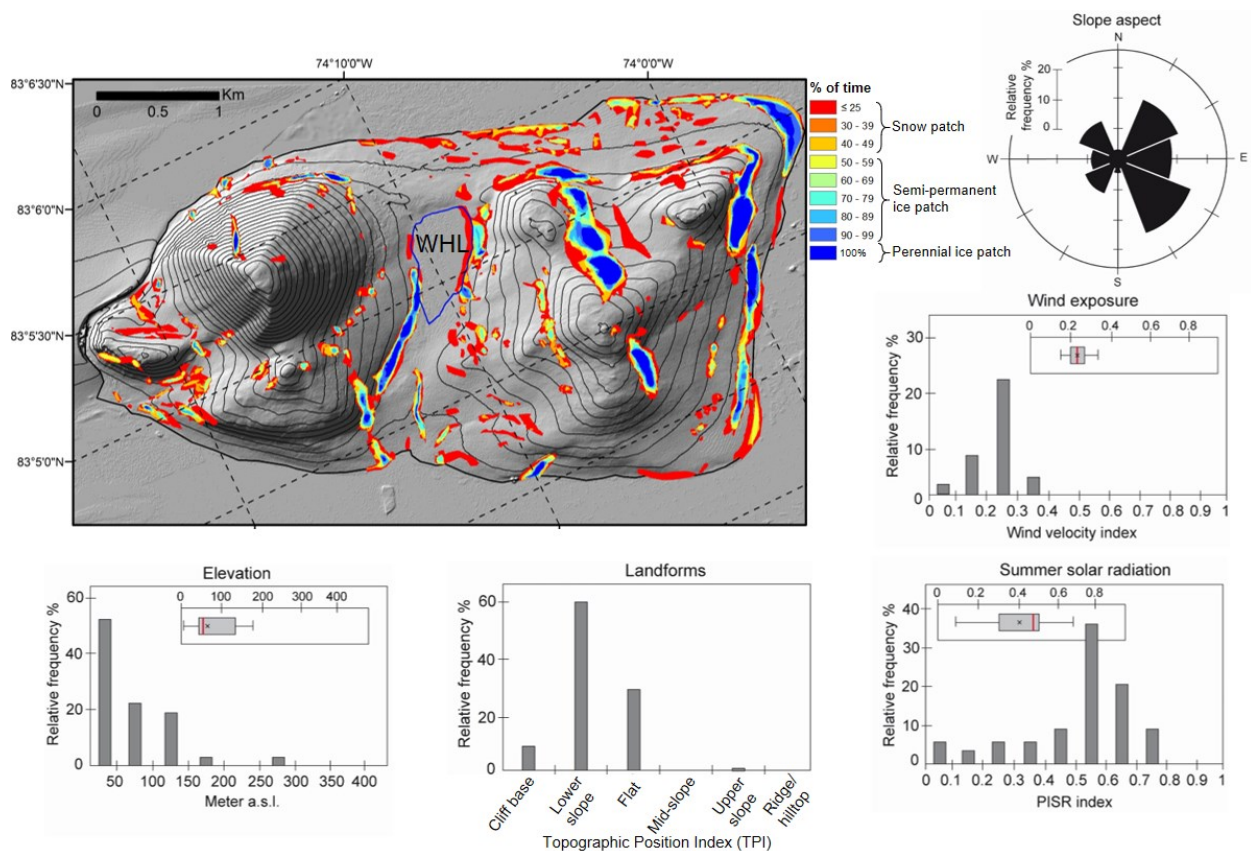 74°10'0"W
74°0'0"W
83°6'30"N
83°6'0"N
83°5'30"N
83°5'0"N
0 0.5 1 Km
WHL
% of time
≤ 25
30 - 39
40 - 49
50 - 59
60 - 69
70 - 79
80 - 89
90 - 99
100%
Snow patch
Semi-permanent
ice patch
Perennial ice patch
Slope aspect
N
W
E
S
Relative
frequency %
20
10
0
Wind exposure
0 0.2 0.4 0.6 0.8
Relative frequency %
30
20
10
0
0 0.1 0.2 0.3 0.4 0.5 0.6 0.7 0.8 0.9 1
Wind velocity index
Elevation
0 100 200 300 400
Relative frequency %
60
40
20
0
50 100 150 200 250 300 350 400
Meter a.s.l.
Landforms
Relative frequency %
60
40
20
0
Cliff base
Lower
slope
Flat
Mid-slope
Upper
slope
Ridge/
hilltop
Topographic Position Index (TPI)
Summer solar radiation
0 0.2 0.4 0.6 0.8
Relative frequency %
40
30
20
10
0
0 0.1 0.2 0.3 0.4 0.5 0.6 0.7 0.8 0.9 1
PISR index